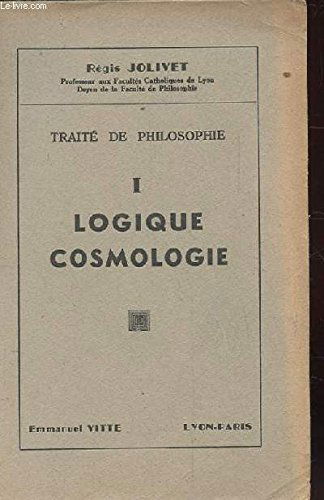 Le-livre.com
Régis JOLIVET
Professeur aux Facultés Catholiques de Lyon
Doyen de la Faculté de Philosophie
TRAITÉ DE PHILOSOPHIE
I
LOGIQUE
COSMOLOGIE
Emmanuel VITTE LYON-PARIS